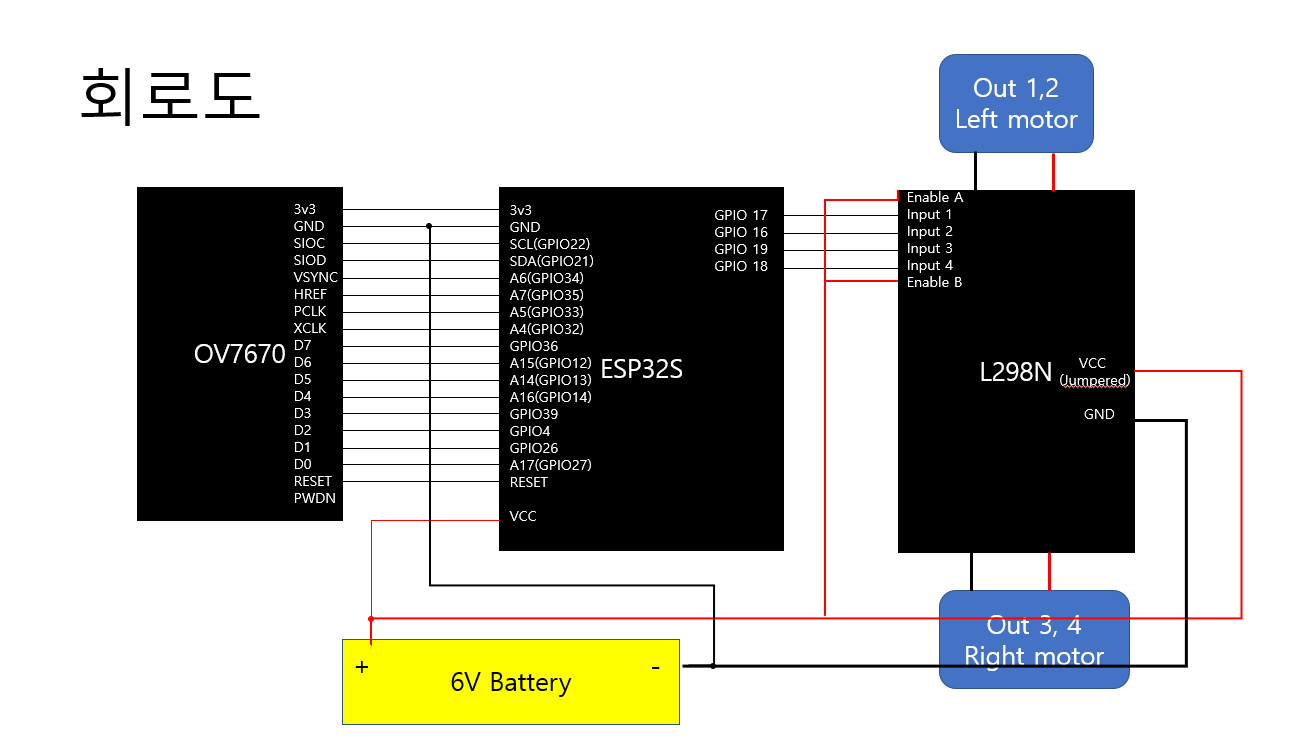 회로도
Out 1,2
Left motor
3v3
GND
SIOC
SIOD
VSYNC
HREF
PCLK
XCLK
D7
D6
D5
D4
D3
D2
D1
D0
RESET
PWDN
OV7670
3v3
GND
SCL(GPIO22)
SDA(GPIO21)
A6(GPIO34)
A7(GPIO35)
A5(GPIO33)
A4(GPIO32)
GPIO36
A15(GPIO12)
A14(GPIO13)
A16(GPIO14)
GPIO39
GPIO4
GPIO26
A17(GPIO27)
RESET
VCC
ESP32S
GPIO 17
GPIO 16
GPIO 19
GPIO 18
Enable A
Input 1
Input 2
Input 3
Input 4
Enable B
L298N
VCC
(Jumpered)
GND
Out 3, 4
Right motor
+
-
6V Battery